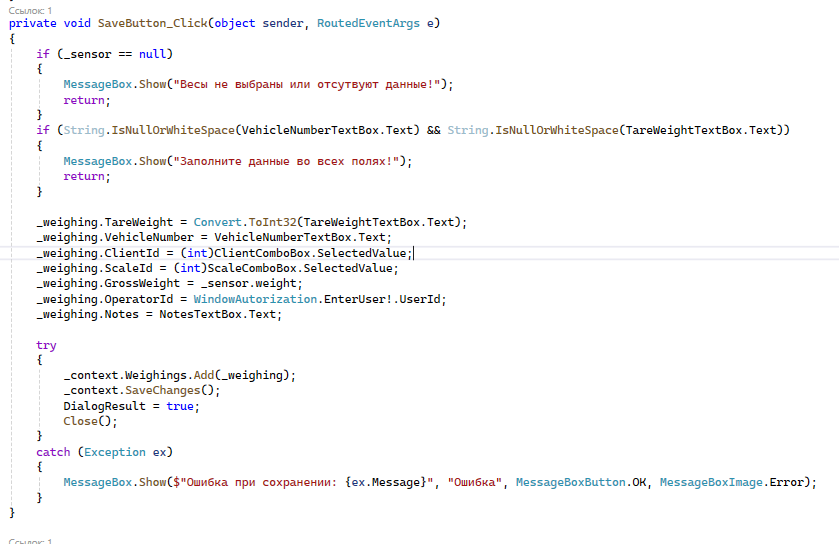 Ссылок: 1
private void SaveButton_Click(object sender, RoutedEventArgs e)
{
if (_sensor == null)
{
MessageBox.Show("Весы не выбраны или отсутвуют данные!");
return;
}
if (String.IsNullOrWhiteSpace(VehicleNumberTextBox.Text) && String.IsNullOrWhiteSpace(TareWeightTextBox.Text))
{
MessageBox.Show("Заполните данные во всех полях!");
return;
}
_weighing.TareWeight = Convert.ToInt32(TareWeightTextBox.Text);
_weighing.VehicleNumber = VehicleNumberTextBox.Text;
_weighing.ClientId = (int)ClientComboBox.SelectedValue;
_weighing.ScaleId = (int)ScaleComboBox.SelectedValue;
_weighing.GrossWeight = _sensor.weight;
_weighing.OperatorId = WindowAutorization.EnterUser!.UserId;
_weighing.Notes = NotesTextBox.Text;
try
{
_context.Weighings.Add(_weighing);
_context.SaveChanges();
DialogResult = true;
Close();
}
catch (Exception ex)
{
MessageBox.Show($"Ошибка при сохранении: {ex.Message}", "Ошибка", MessageBoxButton.OK, MessageBoxImage.Error);
}
}
Ссылок: 1